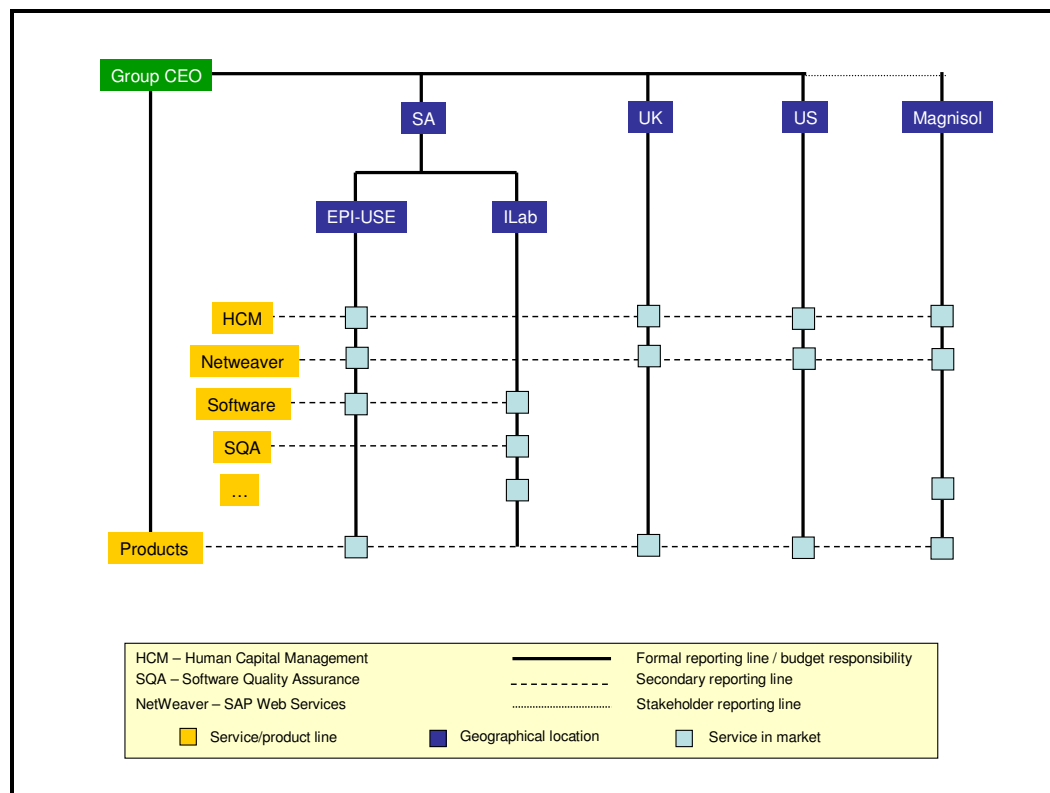 Group CEO
SA
UK
US
Magnisol
EPI-USE
ILab
HCM
Netweaver
Software
SQA
…
Products
HCM – Human Capital Management
Formal reporting line / budget responsibility
SQA – Software Quality Assurance
Secondary reporting line
NetWeaver – SAP Web Services
Stakeholder reporting line
Service/product line
Geographical location
Service in market